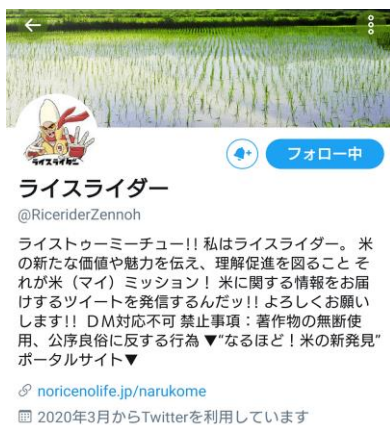 ライスライダー
フォロー中
ライスライダー
@RiceriderZennoh
ライストゥーミーチュー!! 私はライスライダー。 米
の新たな価値や魅力を伝え、理解促進を図ること そ
れが米（マイ）ミッション！ 米に関する情報をお届
けするツイートを発信するんだッ!! よろしくお願い
します!! ＤＭ対応不可 禁止事項：著作物の無断使
用、公序良俗に反する行為 ▼“なるほど！米の新発見”
ポータルサイト▼
noricenolife.jp/narukome
2020年3月からTwitterを利用しています